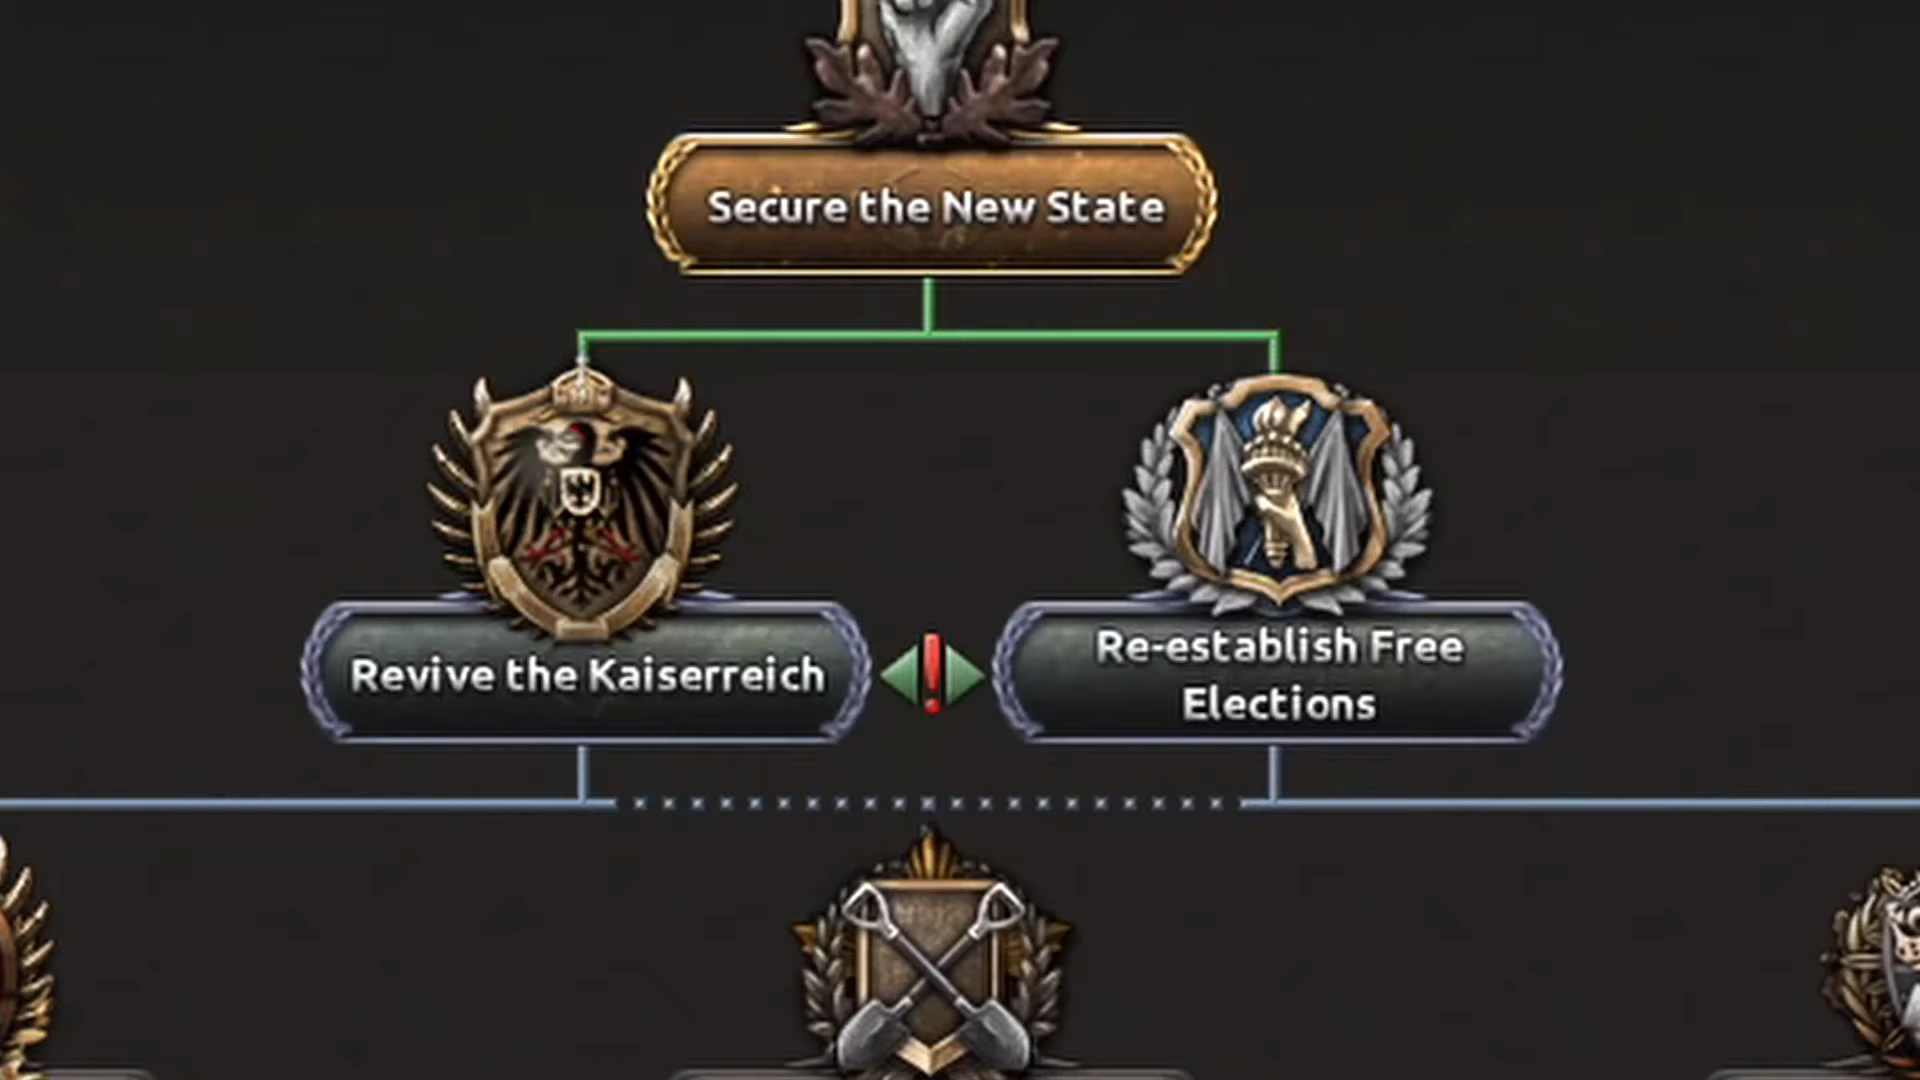 Secure the New State
Revive the Kaiserreich
Re-establish Free
Elections